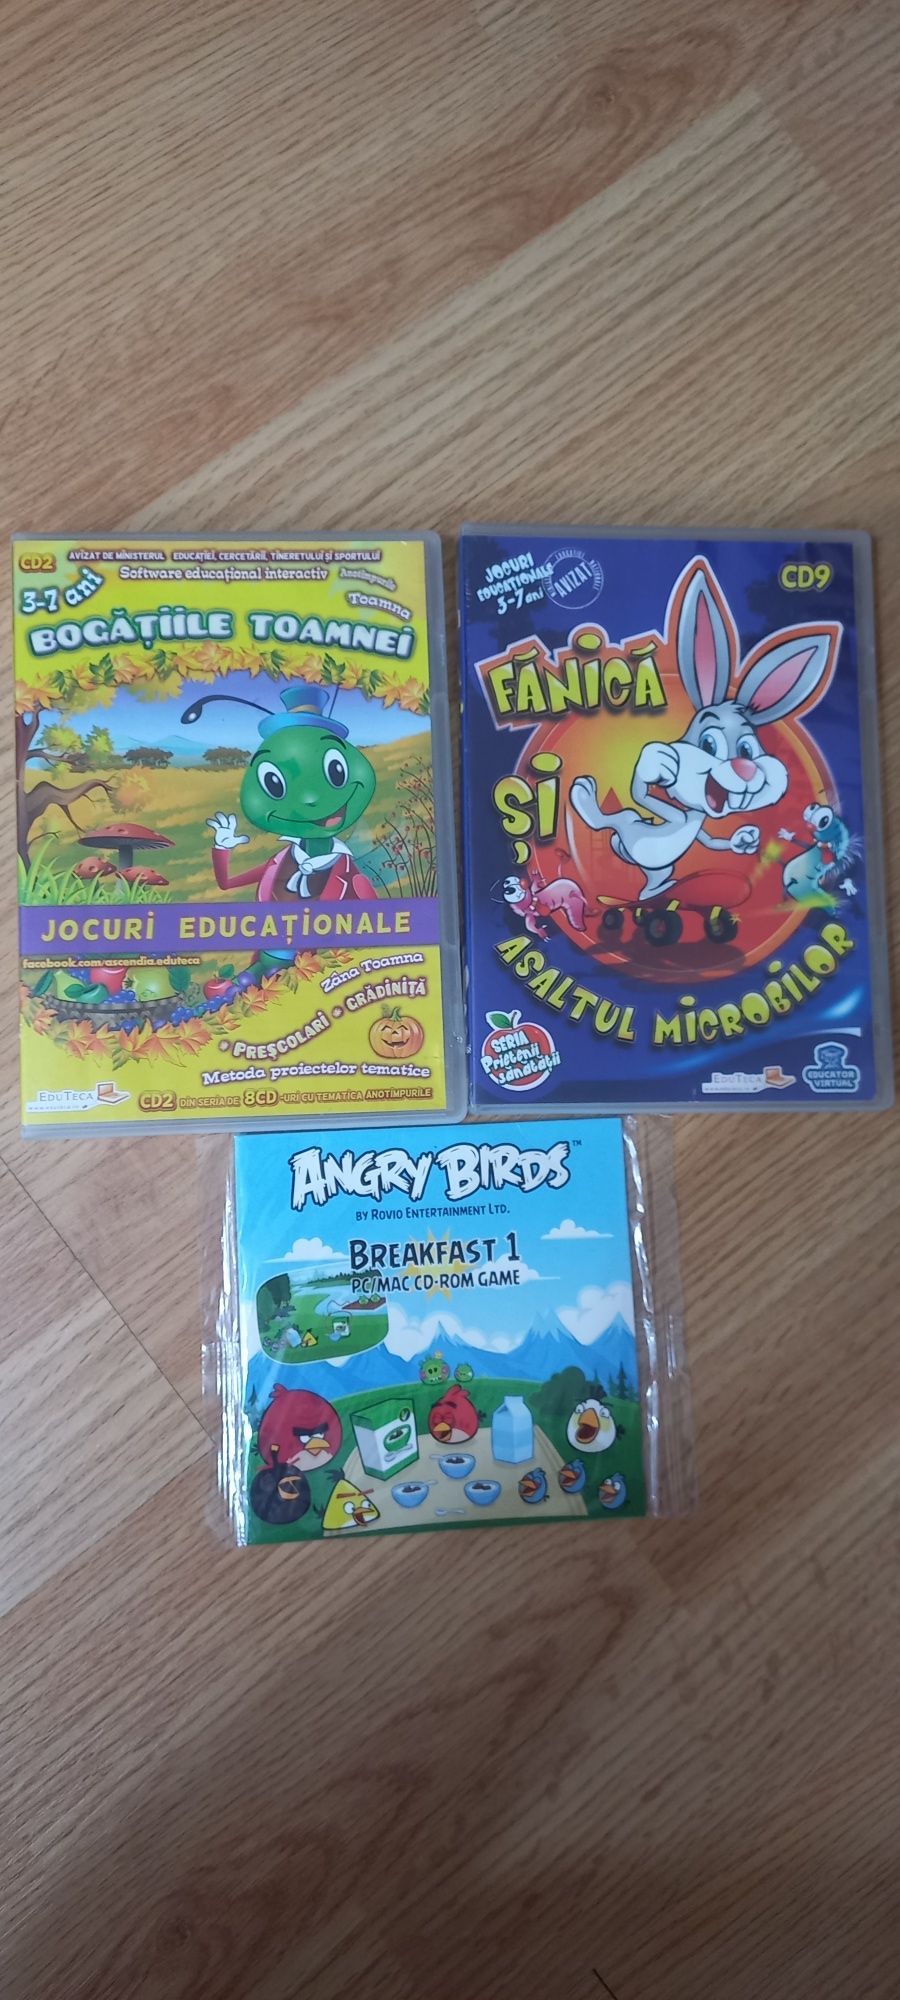 CD2
AVIZAT DE MINISTERUL EDUCAȚIEI, CERCETĂRII, TINERETULUI ȘI SPORTULUI
Software educațional interactiv
Anotimpurile
Toamna
3-7 ani
BOGĂȚIILE TOAMNEI
JOCURI EDUCAȚIONALE
facebook.com/ascendia.eduteca
Zâna Toamna
* PREȘCOLARI * GRĂDINIȚĂ
Metoda proiectelor tematice
EDUTECA
CD2 DIN SERIA DE 8CD-URI CU TEMATICA ANOTIMPURILE
JOCURI
EDUCAȚIONALE
3-7 ani
AVIZAT
CD9
FĂNICĂ
ȘI
ASALTUL MICROBILOR
SERIA
Prietenii
sănătății
EDUTECA
EDUCATOR
VIRTUAL
ANGRY BIRDS™
BY ROVIO ENTERTAINMENT LTD.
BREAKFAST 1
PC/MAC CD-ROM GAME